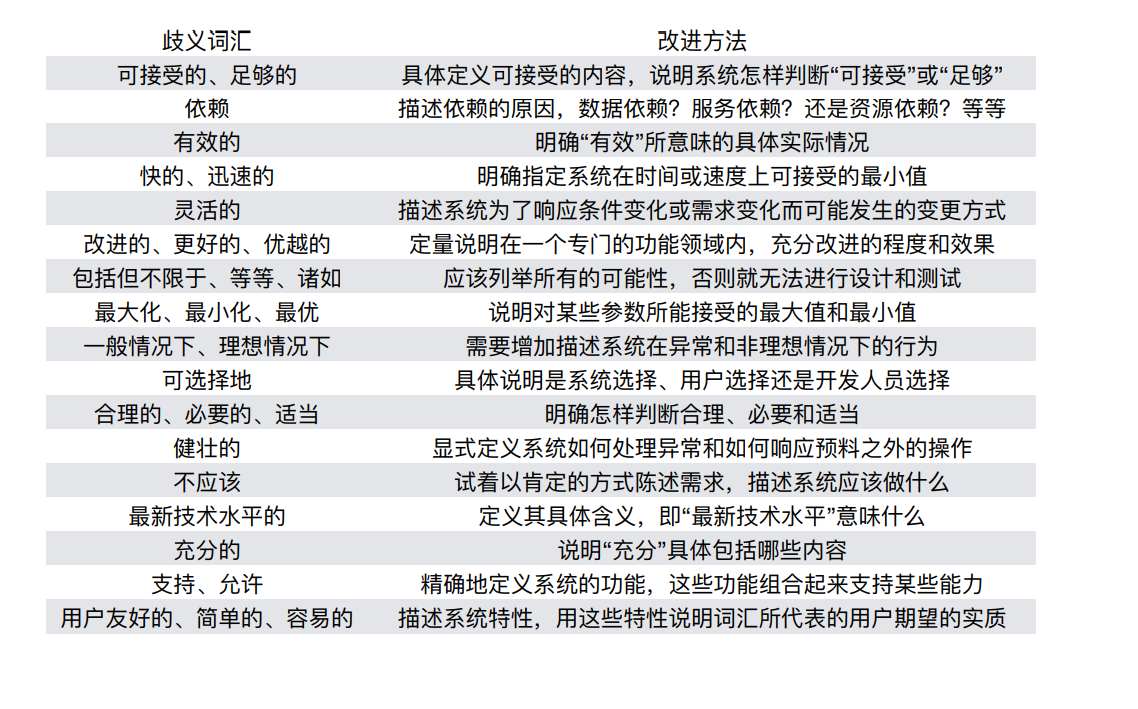 歧义词汇 改进方法
可接受的、足够的 具体定义可接受的内容，说明系统怎样判断“可接受”或“足够”
依赖 描述依赖的原因，数据依赖？服务依赖？还是资源依赖？等等
有效的 明确“有效”所意味的具体实际情况
快的、迅速的 明确指定系统在时间或速度上可接受的最小值
灵活的 描述系统为了响应条件变化或需求变化而可能发生的变更方式
改进的、更好的、优越的 定量说明在一个专门的功能领域内，充分改进的程度和效果
包括但不限于、等等、诸如 应该列举所有的可能性，否则就无法进行设计和测试
最大化、最小化、最优 说明对某些参数所能接受的最大值和最小值
一般情况下、理想情况下 需要增加描述系统在异常和非理想情况下的行为
可选择地 具体说明是系统选择、用户选择还是开发人员选择
合理的、必要的、适当 明确怎样判断合理、必要和适当
健壮的 显式定义系统如何处理异常和如何响应预料之外的操作
不应该 试着以肯定的方式陈述需求，描述系统应该做什么
最新技术水平的 定义其具体含义，即“最新技术水平”意味什么
充分的 说明“充分”具体包括哪些内容
支持、允许 精确地定义系统的功能，这些功能组合起来支持某些能力
用户友好的、简单的、容易的 描述系统特性，用这些特性说明词汇所代表的用户期望的实质